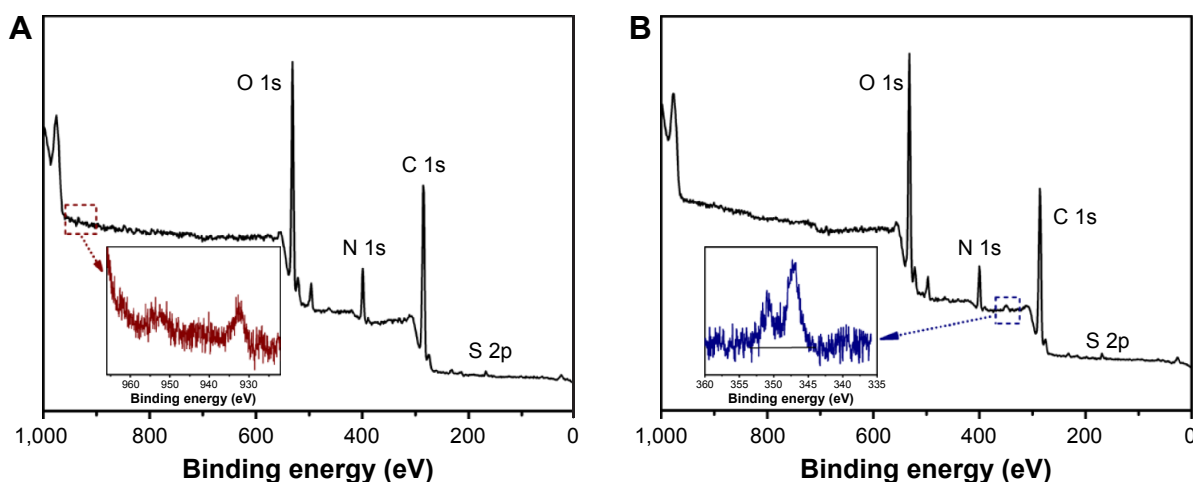 A
O 1s
C 1s
N 1s
S 2p
960 950 940 930
Binding energy (eV)
1,000 800 600 400 200 0
Binding energy (eV)
B
O 1s
C 1s
N 1s
S 2p
360 355 350 345 340 335
Binding energy (eV)
1,000 800 600 400 200 0
Binding energy (eV)